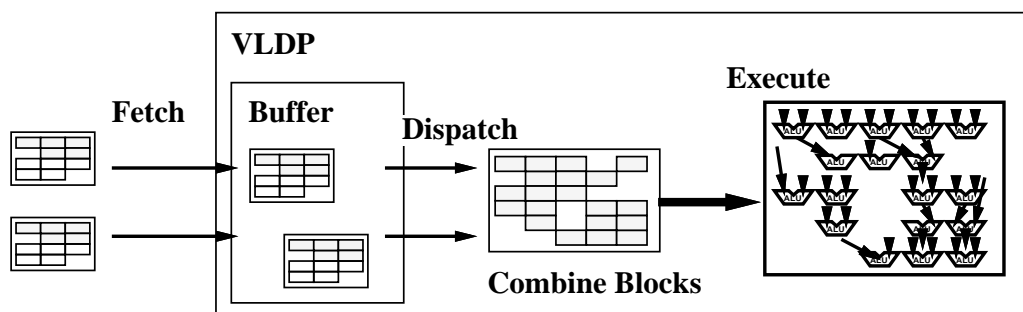 VLDP
Execute
Fetch
Buffer
Dispatch
ALU ALU ALU ALU ALU
ALU ALU ALU
ALU ALU ALU ALU
ALU ALU ALU
ALU ALU ALU
Combine Blocks